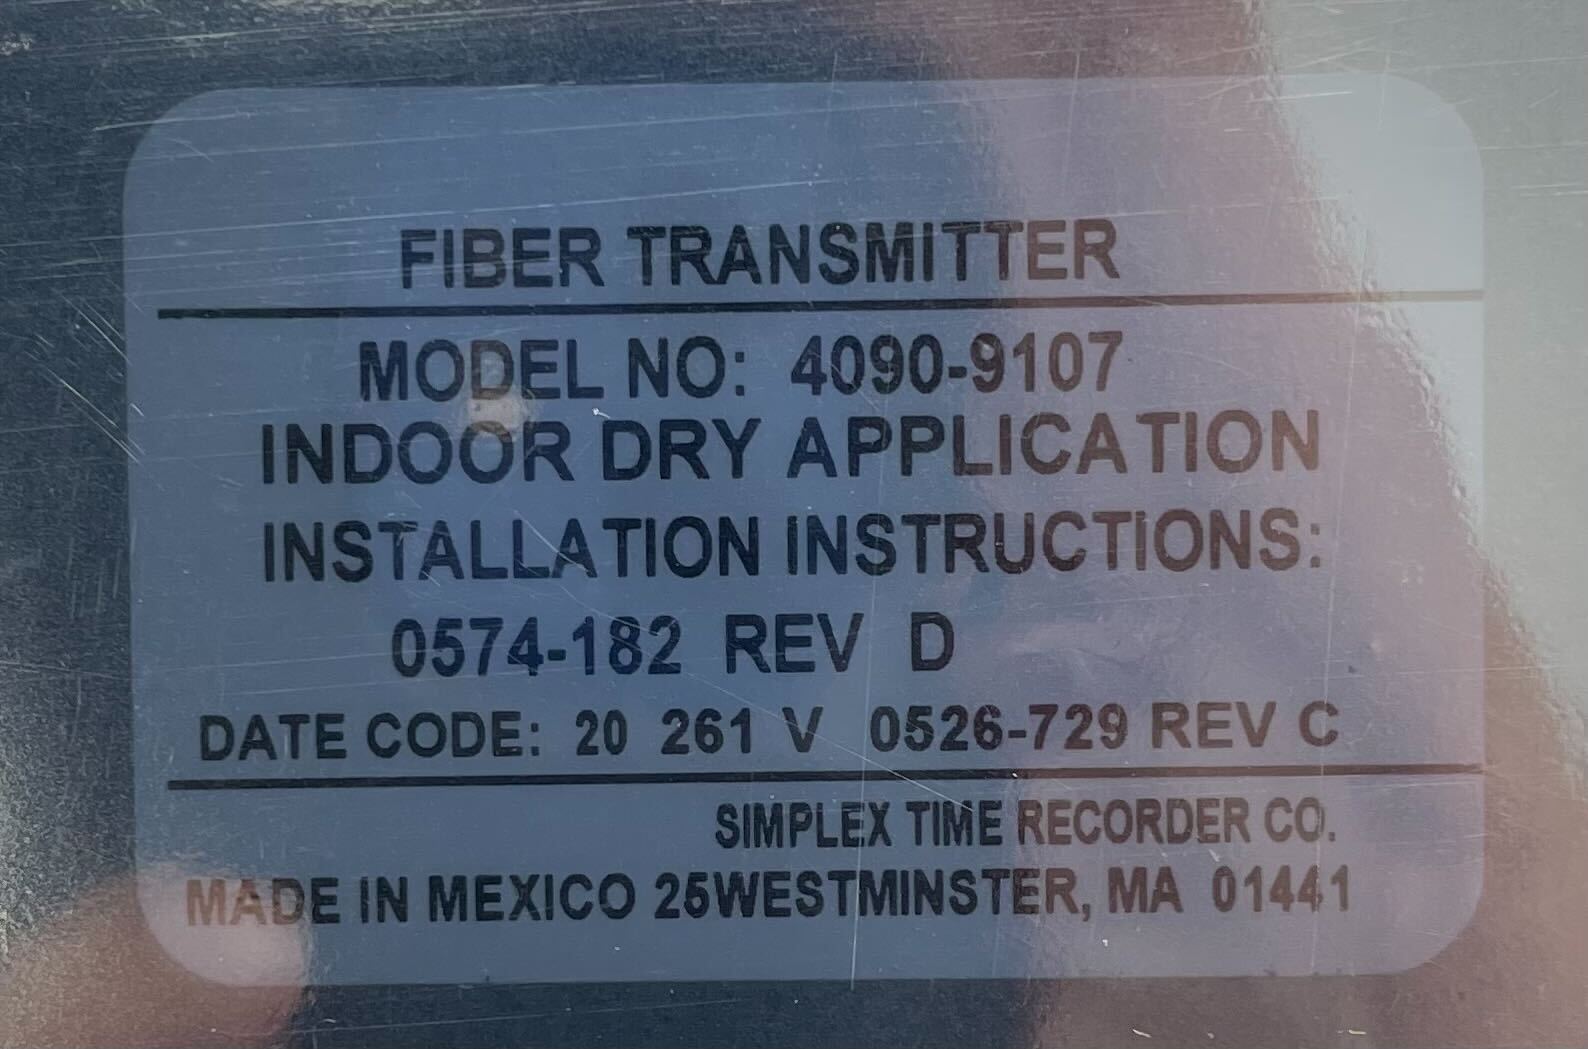 FIBER TRANSMITTER
MODEL NO: 4090-9107
INDOOR DRY APPLICATION
INSTALLATION INSTRUCTIONS:
0574-182 REV D
DATE CODE: 20 261 V 0526-729 REV C
SIMPLEX TIME RECORDER CO.
MADE IN MEXICO 25WESTMINSTER, MA 01441